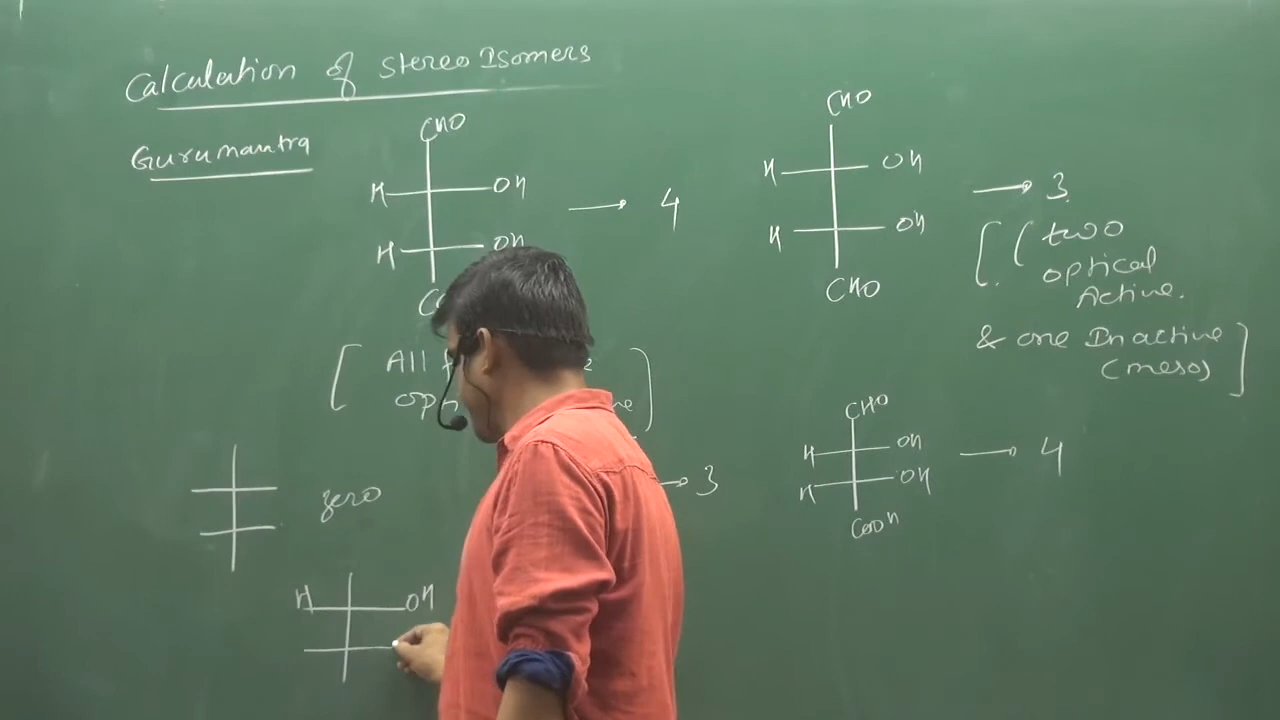 Calculation of stereo Isomers
Gurumantra
CHO
H OH
H OH
→ 4
[ All
CHO
H OH
H OH
CHO
→ 3
[ ( two
optical
Active.
& one Inactive
(meso) ]
zero
→ 3
CHO
H OH
H OH
COOH
→ 4
H OH